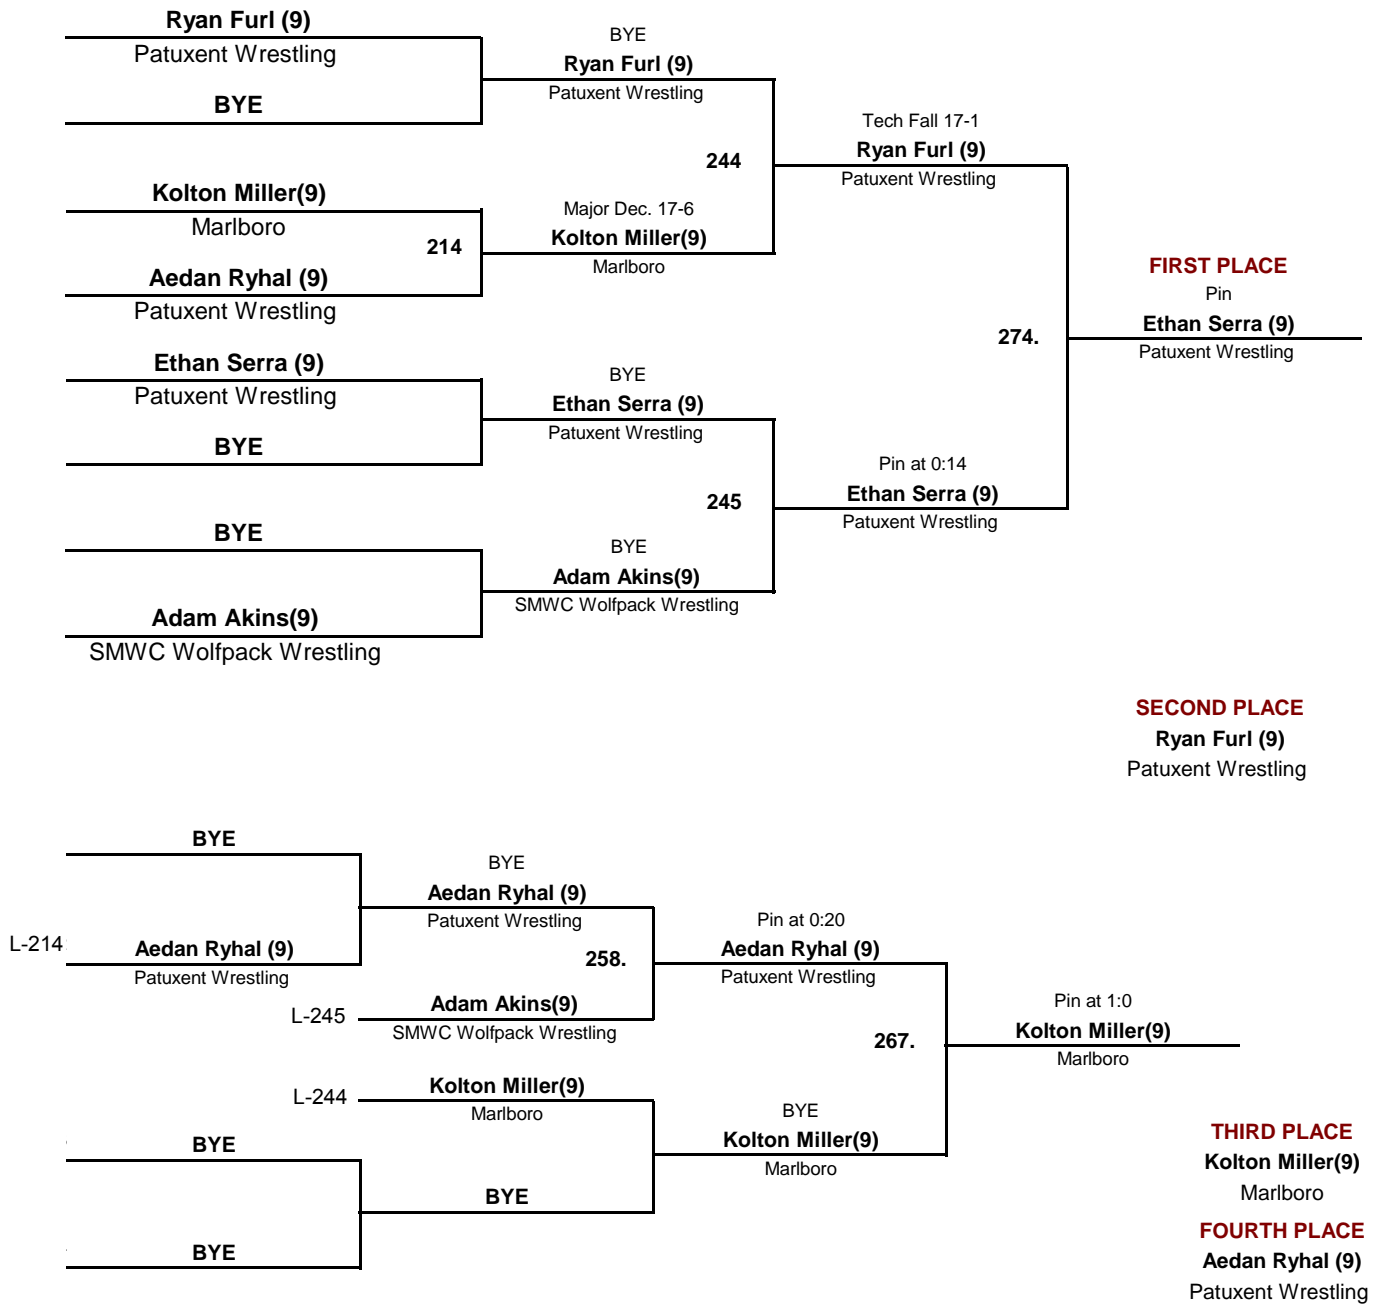 Ryan Furl (9)
Patuxent Wrestling
BYE
BYE
Ryan Furl (9)
Patuxent Wrestling
Tech Fall 17-1
Ryan Furl (9)
Patuxent Wrestling
244
Kolton Miller(9)
Marlboro
214
Major Dec. 17-6
Kolton Miller(9)
Marlboro
Aedan Ryhal (9)
Patuxent Wrestling
FIRST PLACE
Pin
Ethan Serra (9)
Patuxent Wrestling
274.
Ethan Serra (9)
Patuxent Wrestling
BYE
BYE
Ethan Serra (9)
Patuxent Wrestling
Pin at 0:14
Ethan Serra (9)
Patuxent Wrestling
245
BYE
BYE
Adam Akins(9)
SMWC Wolfpack Wrestling
Adam Akins(9)
SMWC Wolfpack Wrestling
SECOND PLACE
Ryan Furl (9)
Patuxent Wrestling
BYE
BYE
Aedan Ryhal (9)
Patuxent Wrestling
L-214
Aedan Ryhal (9)
Patuxent Wrestling
258.
Pin at 0:20
Aedan Ryhal (9)
Patuxent Wrestling
L-245
Adam Akins(9)
SMWC Wolfpack Wrestling
267.
Pin at 1:0
Kolton Miller(9)
Marlboro
L-244
Kolton Miller(9)
Marlboro
BYE
BYE
Kolton Miller(9)
Marlboro
BYE
BYE
THIRD PLACE
Kolton Miller(9)
Marlboro
FOURTH PLACE
Aedan Ryhal (9)
Patuxent Wrestling